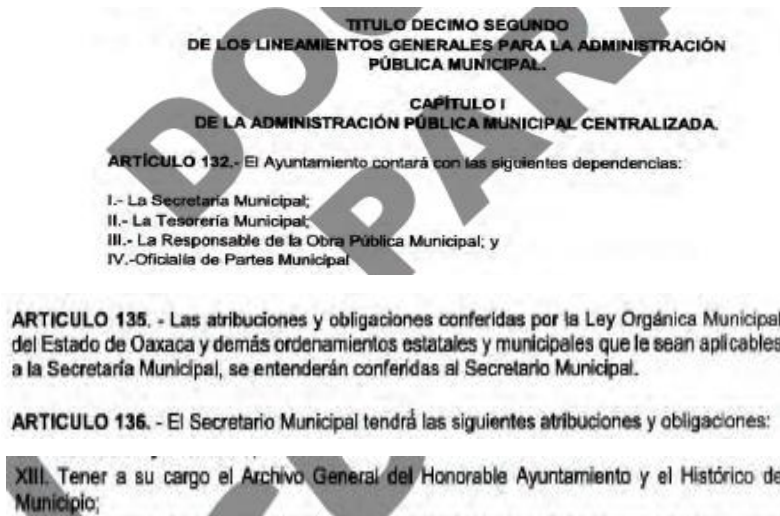 TITULO DECIMO SEGUNDO
DE LOS LINEAMIENTOS GENERALES PARA LA ADMINISTRACIÓN
PÚBLICA MUNICIPAL.
CAPÍTULO I
DE LA ADMINISTRACIÓN PÚBLICA MUNICIPAL CENTRALIZADA.
ARTÍCULO 132.- El Ayuntamiento contará con las siguientes dependencias:
I.- La Secretaría Municipal;
II.- La Tesorería Municipal;
III.- La Responsable de la Obra Pública Municipal; y
IV.-Oficialía de Partes Municipal
ARTICULO 135. - Las atribuciones y obligaciones conferidas por la Ley Orgánica Municipal
del Estado de Oaxaca y demás ordenamientos estatales y municipales que le sean aplicables
a la Secretaría Municipal, se entenderán conferidas al Secretario Municipal.
ARTICULO 136. - El Secretario Municipal tendrá las siguientes atribuciones y obligaciones:
XIII. Tener a su cargo el Archivo General del Honorable Ayuntamiento y el Histórico de
Municipio;